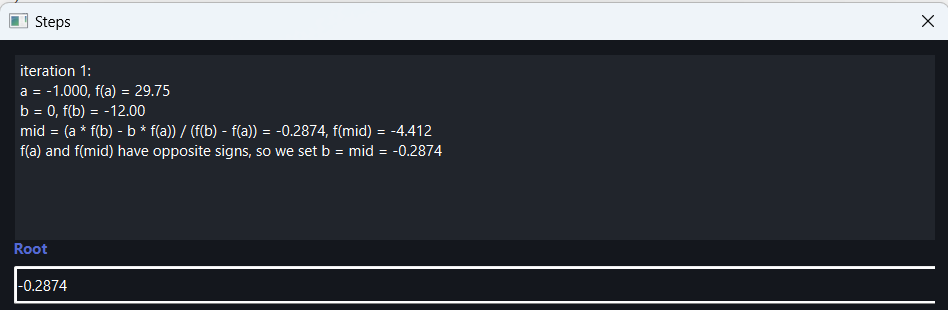 Steps
iteration 1:
a = -1.000, f(a) = 29.75
b = 0, f(b) = -12.00
mid = (a * f(b) - b * f(a)) / (f(b) - f(a)) = -0.2874, f(mid) = -4.412
f(a) and f(mid) have opposite signs, so we set b = mid = -0.2874
Root
-0.2874